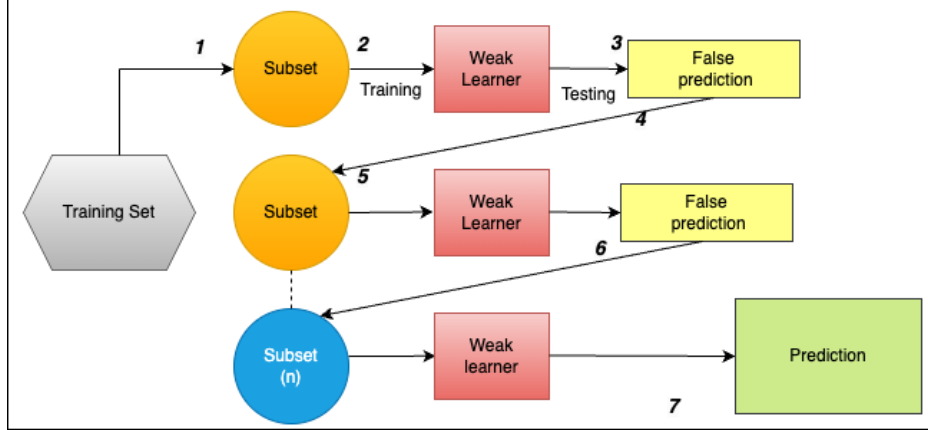 1
2
3
Subset
Training
Weak
Learner
Testing
False
prediction
4
Training Set
5
Subset
Weak
Learner
False
prediction
6
Subset
(n)
Weak
learner
Prediction
7